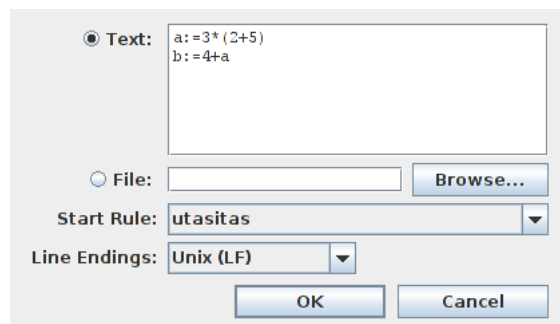 Text: a:=3*(2+5)
b:=4+a
File: Browse...
Start Rule: utasitas
Line Endings: Unix (LF)
OK Cancel